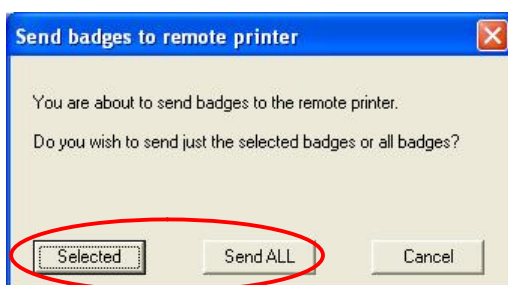 Send badges to remote printer
You are about to send badges to the remote printer.
Do you wish to send just the selected badges or all badges?
Selected Send ALL Cancel